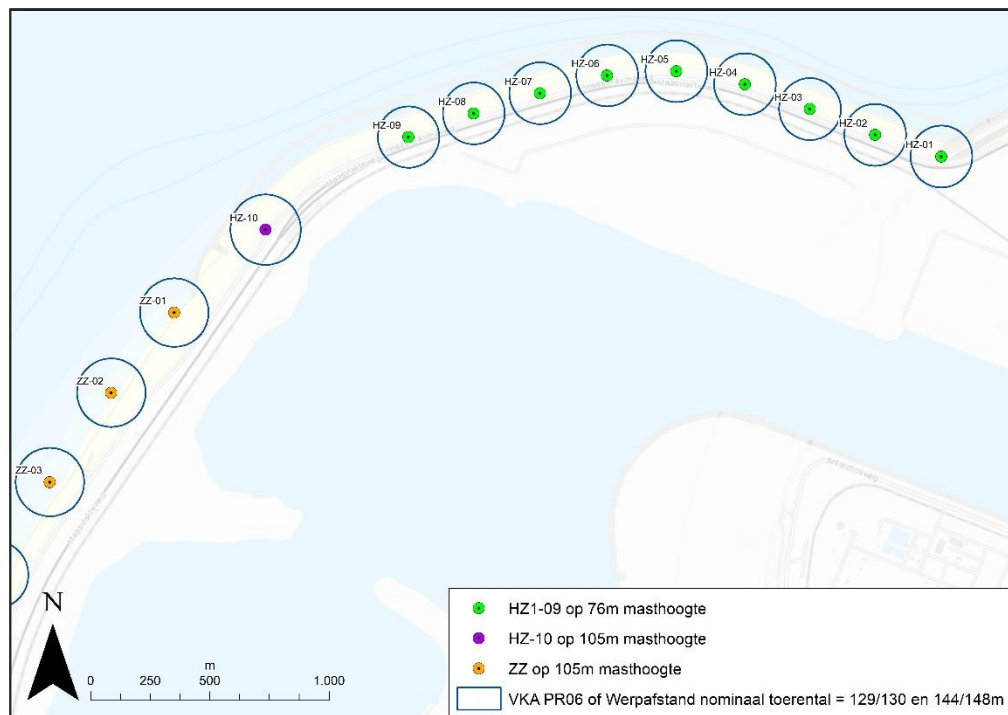 HZ-05
HZ-06
HZ-04
HZ-07
HZ-03
HZ-08
HZ-02
HZ-09
HZ-01
HZ-10
ZZ-01
ZZ-02
ZZ-03
Maasvlakteweg
Antarcticaweg
N
m
0 250 500 1.000
HZ1-09 op 76m masthoogte
HZ-10 op 105m masthoogte
ZZ op 105m masthoogte
VKA PR06 of Werpafstand nominaal toerental = 129/130 en 144/148m